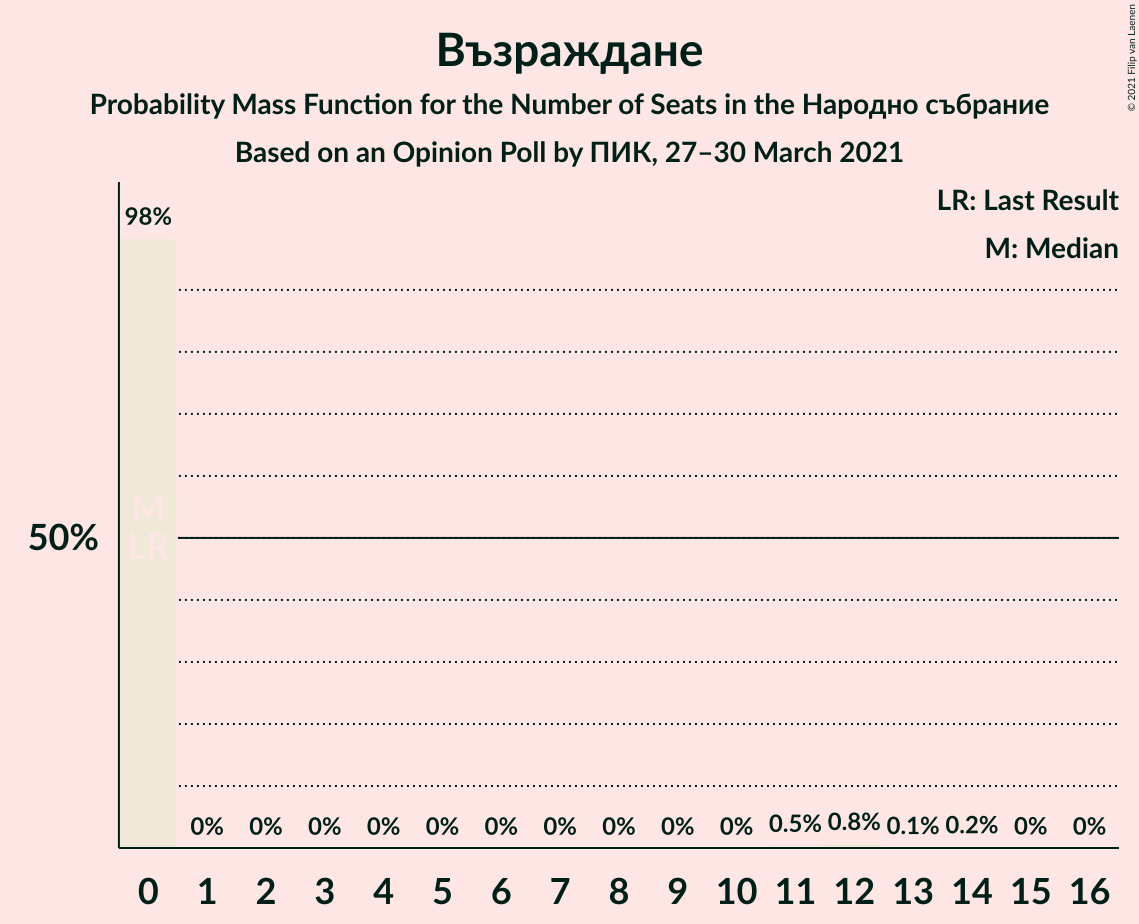 Възраждане
Probability Mass Function for the Number of Seats in the Народно събрание
Based on an Opinion Poll by ПИК, 27–30 March 2021
© 2021 Filip van Laenen
LR: Last Result
M: Median
98%
M
LR
50%
0% 0% 0% 0% 0% 0% 0% 0% 0% 0% 0.5% 0.8% 0.1% 0.2% 0% 0%
0 1 2 3 4 5 6 7 8 9 10 11 12 13 14 15 16